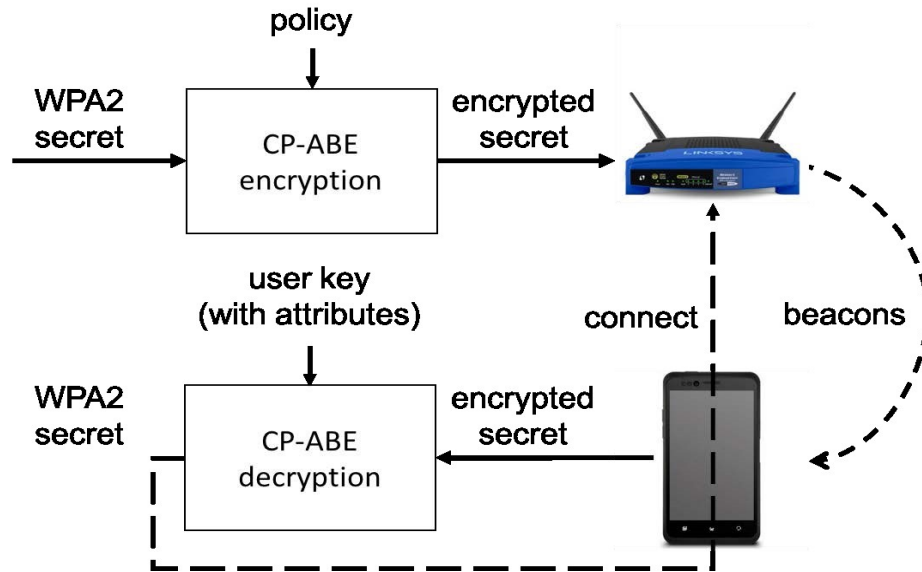 policy
WPA2
secret
CP-ABE
encryption
encrypted
secret
LINKSYS
user key
(with attributes)
connect
beacons
WPA2
secret
CP-ABE
decryption
encrypted
secret